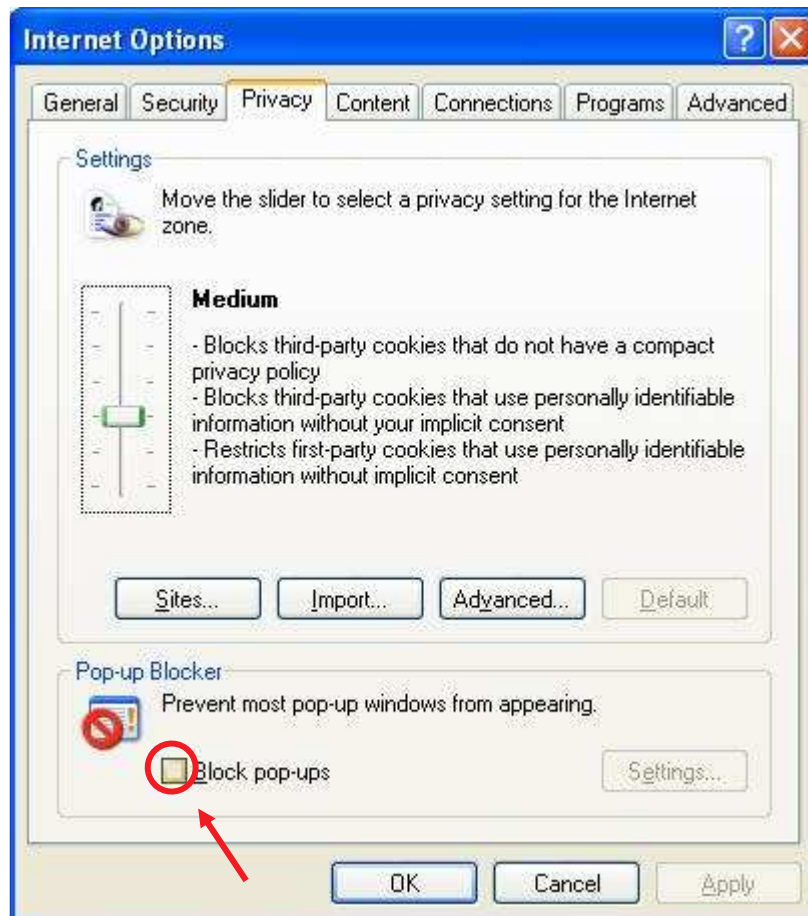 Internet Options
General Security Privacy Content Connections Programs Advanced
Settings
Move the slider to select a privacy setting for the Internet
zone.
Medium
- Blocks third-party cookies that do not have a compact
privacy policy
- Blocks third-party cookies that use personally identifiable
information without your implicit consent
- Restricts first-party cookies that use personally identifiable
information without implicit consent
Sites... Import... Advanced... Default
Pop-up Blocker
Prevent most pop-up windows from appearing.
Block pop-ups Settings...
OK Cancel Apply